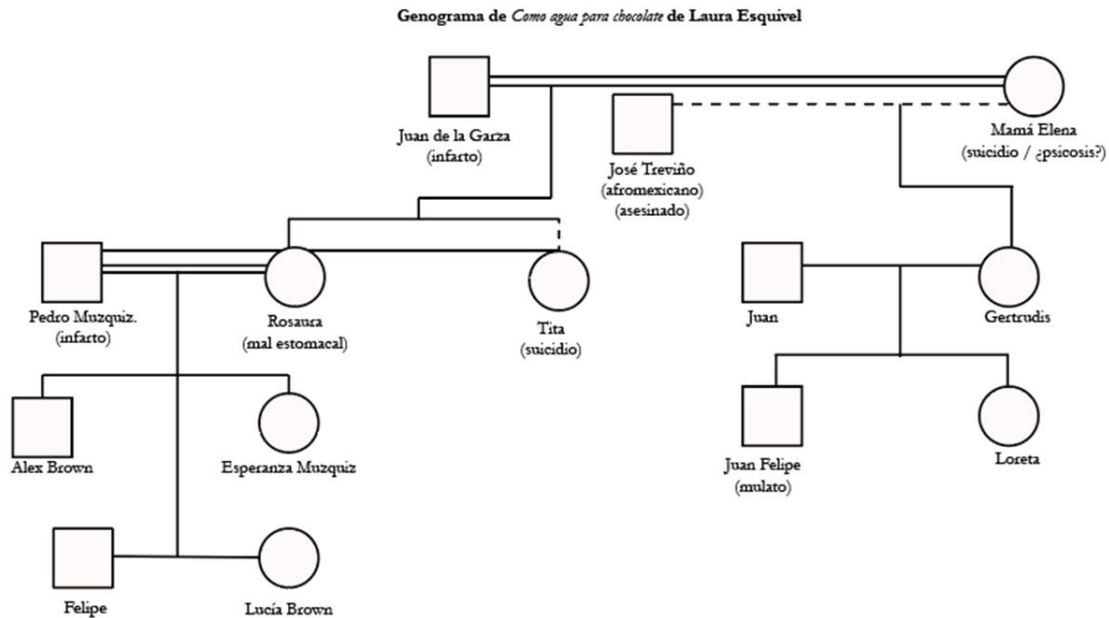 Genograma de Como agua para chocolate de Laura Esquivel
Juan de la Garza
(infarto)
José Treviño
(afromexicano)
(asesinado)
Mamá Elena
(suicidio / ¿psicosis?)
Pedro Muzquiz.
(infarto)
Rosaura
(mal estomacal)
Tita
(suicidio)
Juan
Gertrudis
Alex Brown
Esperanza Muzquiz
Juan Felipe
(mulato)
Loreta
Felipe
Lucía Brown